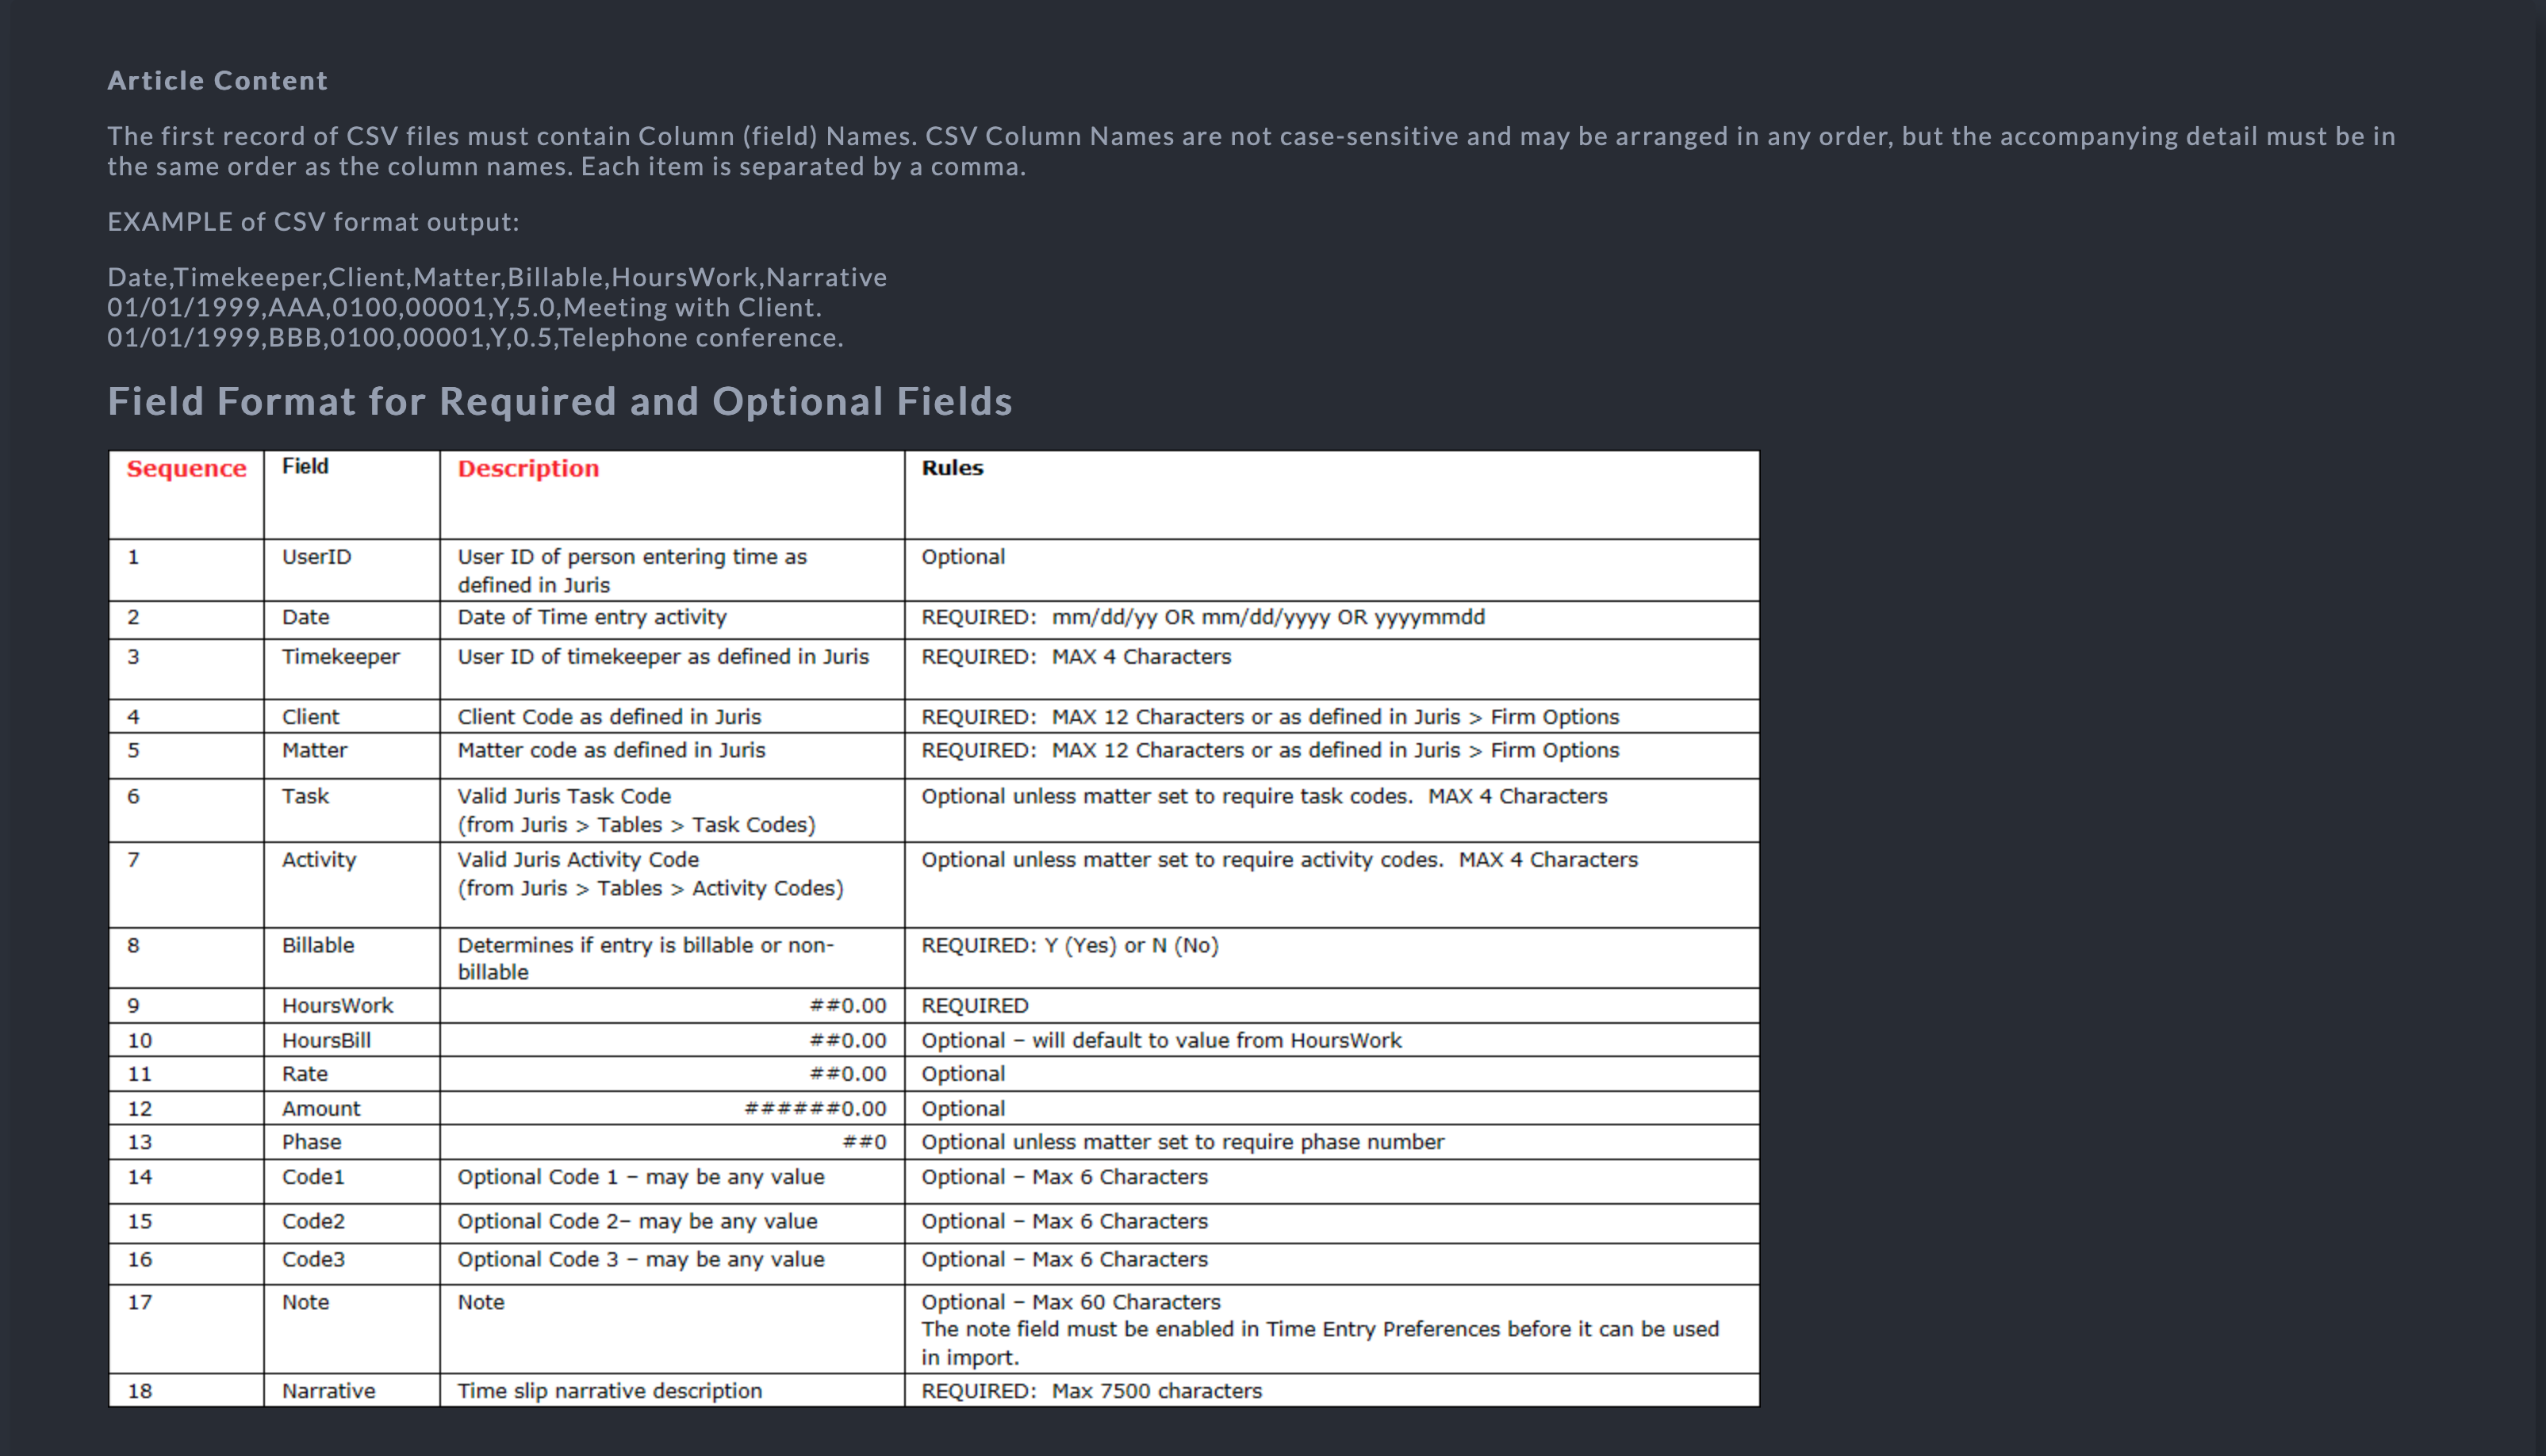 Article Content
The first record of CSV files must contain Column (field) Names. CSV Column Names are not case-sensitive and may be arranged in any order, but the accompanying detail must be in
the same order as the column names. Each item is separated by a comma.
EXAMPLE of CSV format output:
Date,Timekeeper,Client,Matter,Billable,HoursWork,Narrative
01/01/1999,AAA,0100,00001,Y,5.0,Meeting with Client.
01/01/1999,BBB,0100,00001,Y,0.5,Telephone conference.
Field Format for Required and Optional Fields
Sequence Field Description Rules
1 UserID User ID of person entering time as Optional
defined in Juris
2 Date Date of Time entry activity REQUIRED: mm/dd/yy OR mm/dd/yyyy OR yyyymmdd
3 Timekeeper User ID of timekeeper as defined in Juris REQUIRED: MAX 4 Characters
4 Client Client Code as defined in Juris REQUIRED: MAX 12 Characters or as defined in Juris > Firm Options
5 Matter Matter code as defined in Juris REQUIRED: MAX 12 Characters or as defined in Juris > Firm Options
6 Task Valid Juris Task Code Optional unless matter set to require task codes. MAX 4 Characters
(from Juris > Tables > Task Codes)
7 Activity Valid Juris Activity Code Optional unless matter set to require activity codes. MAX 4 Characters
(from Juris > Tables > Activity Codes)
8 Billable Determines if entry is billable or non- REQUIRED: Y (Yes) or N (No)
billable
9 HoursWork ##0.00 REQUIRED
10 HoursBill ##0.00 Optional – will default to value from HoursWork
11 Rate ##0.00 Optional
12 Amount ######0.00 Optional
13 Phase ##0 Optional unless matter set to require phase number
14 Code1 Optional Code 1 – may be any value Optional – Max 6 Characters
15 Code2 Optional Code 2– may be any value Optional – Max 6 Characters
16 Code3 Optional Code 3 – may be any value Optional – Max 6 Characters
17 Note Note Optional – Max 60 Characters
The note field must be enabled in Time Entry Preferences before it can be used
in import.
18 Narrative Time slip narrative description REQUIRED: Max 7500 characters